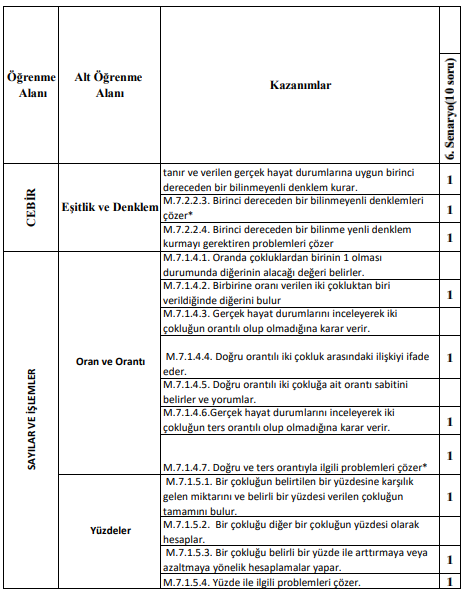 Öğrenme
Alanı
Alt Öğrenme
Alanı
Kazanımlar
6. Senaryo(10 soru)
CEBİR
Eşitlik ve Denklem
tanır ve verilen gerçek hayat durumlarına uygun birinci
dereceden bir bilinmeyenli denklem kurar.
1
M.7.2.2.3. Birinci dereceden bir bilinmeyenli denklemleri
çözer*
1
M.7.2.2.4. Birinci dereceden bir bilinme yenli denklem
kurmayı gerektiren problemleri çözer
1
SAYILAR VE İŞLEMLER
Oran ve Orantı
M.7.1.4.1. Oranda çokluklardan birinin 1 olması
durumunda diğerinin alacağı değeri belirler.
M.7.1.4.2. Birbirine oranı verilen iki çokluktan biri
verildiğinde diğerini bulur
1
M.7.1.4.3. Gerçek hayat durumlarını inceleyerek iki
çokluğun orantılı olup olmadığına karar verir.
M.7.1.4.4. Doğru orantılı iki çokluk arasındaki ilişkiyi ifade
eder.
1
M.7.1.4.5. Doğru orantılı iki çokluğa ait orantı sabitini
belirler ve yorumlar.
M.7.1.4.6.Gerçek hayat durumlarını inceleyerek iki
çokluğun ters orantılı olup olmadığına karar verir.
1
M.7.1.4.7. Doğru ve ters orantıyla ilgili problemleri çözer*
1
Yüzdeler
M.7.1.5.1. Bir çokluğun belirtilen bir yüzdesine karşılık
gelen miktarını ve belirli bir yüzdesi verilen çokluğun
tamamını bulur.
1
M.7.1.5.2. Bir çokluğu diğer bir çokluğun yüzdesi olarak
hesaplar.
M.7.1.5.3. Bir çokluğu belirli bir yüzde ile arttırmaya veya
azaltmaya yönelik hesaplamalar yapar.
1
M.7.1.5.4. Yüzde ile ilgili problemleri çözer.
1